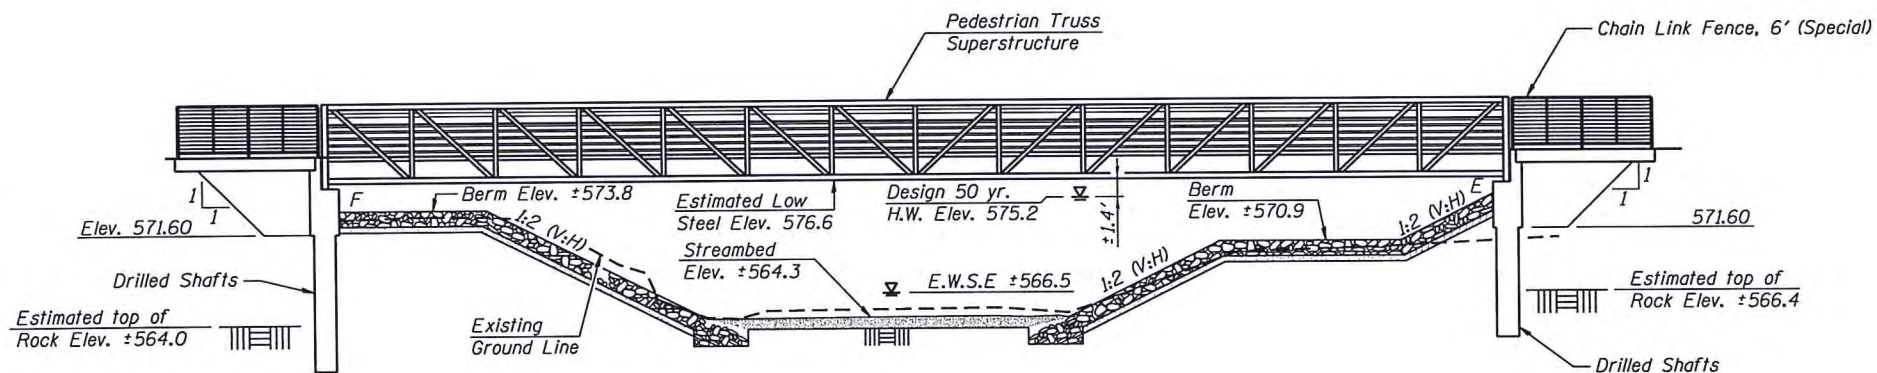 Pedestrian Truss
Superstructure
Chain Link Fence, 6' (Special)
1
1
F
Berm Elev. ±573.8
Elev. 571.60
1:2 (V:H)
Estimated Low
Steel Elev. 576.6
Design 50 yr.
H.W. Elev. 575.2
±1.4'
Berm
Elev. ±570.9
1:2 (V:H)
E
1
1
571.60
Streambed
Elev. ±564.3
E.W.S.E ±566.5
1:2 (V:H)
Drilled Shafts
Estimated top of
Rock Elev. ±564.0
Existing
Ground Line
Estimated top of
Rock Elev. ±566.4
Drilled Shafts